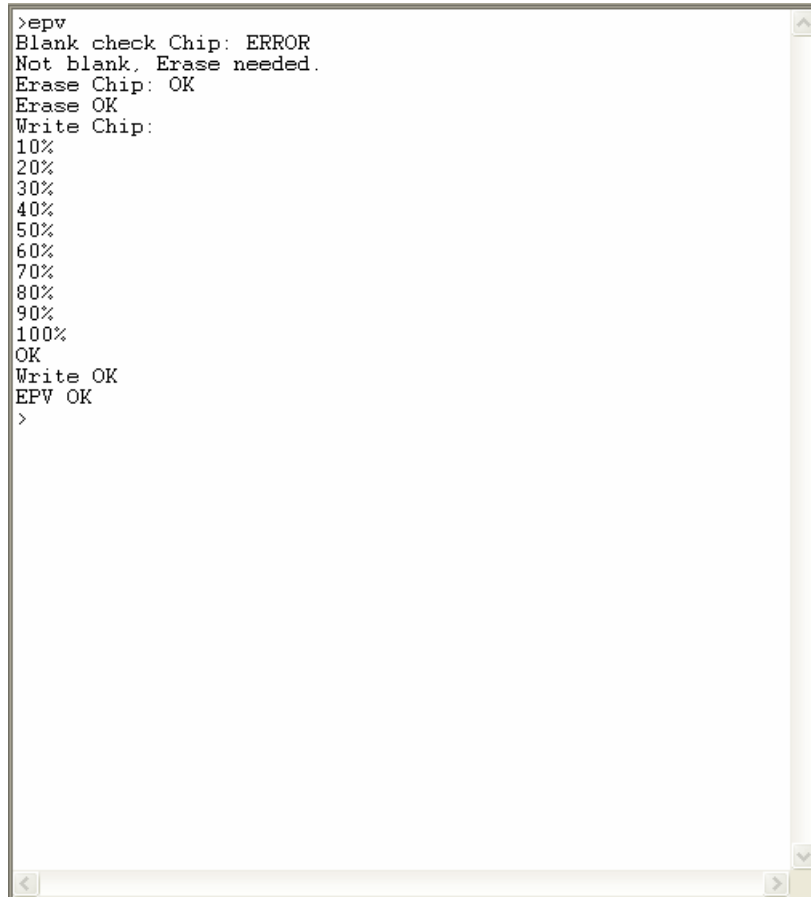 >epv
Blank check Chip: ERROR
Not blank, Erase needed.
Erase Chip: OK
Erase OK
Write Chip:
10%
20%
30%
40%
50%
60%
70%
80%
90%
100%
OK
Write OK
EPV OK
>